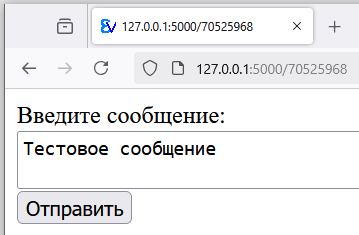 127.0.0.1:5000/70525968
127.0.0.1:5000/70525968
Введите сообщение:
Тестовое сообщение
Отправить